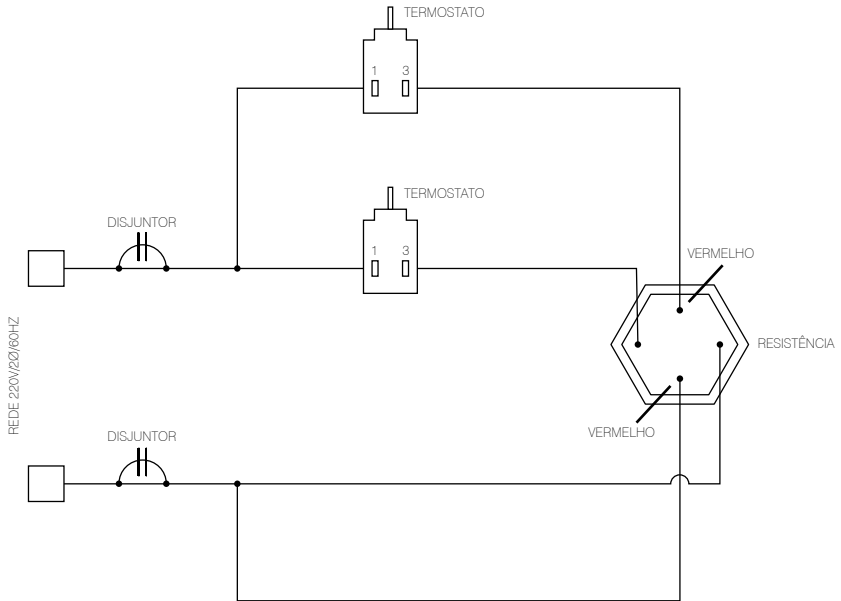 TERMOSTATO
1 3
TERMOSTATO
DISJUNTOR
1 3
VERMELHO
RESISTÊNCIA
REDE 220V/2Ø/60HZ
VERMELHO
DISJUNTOR